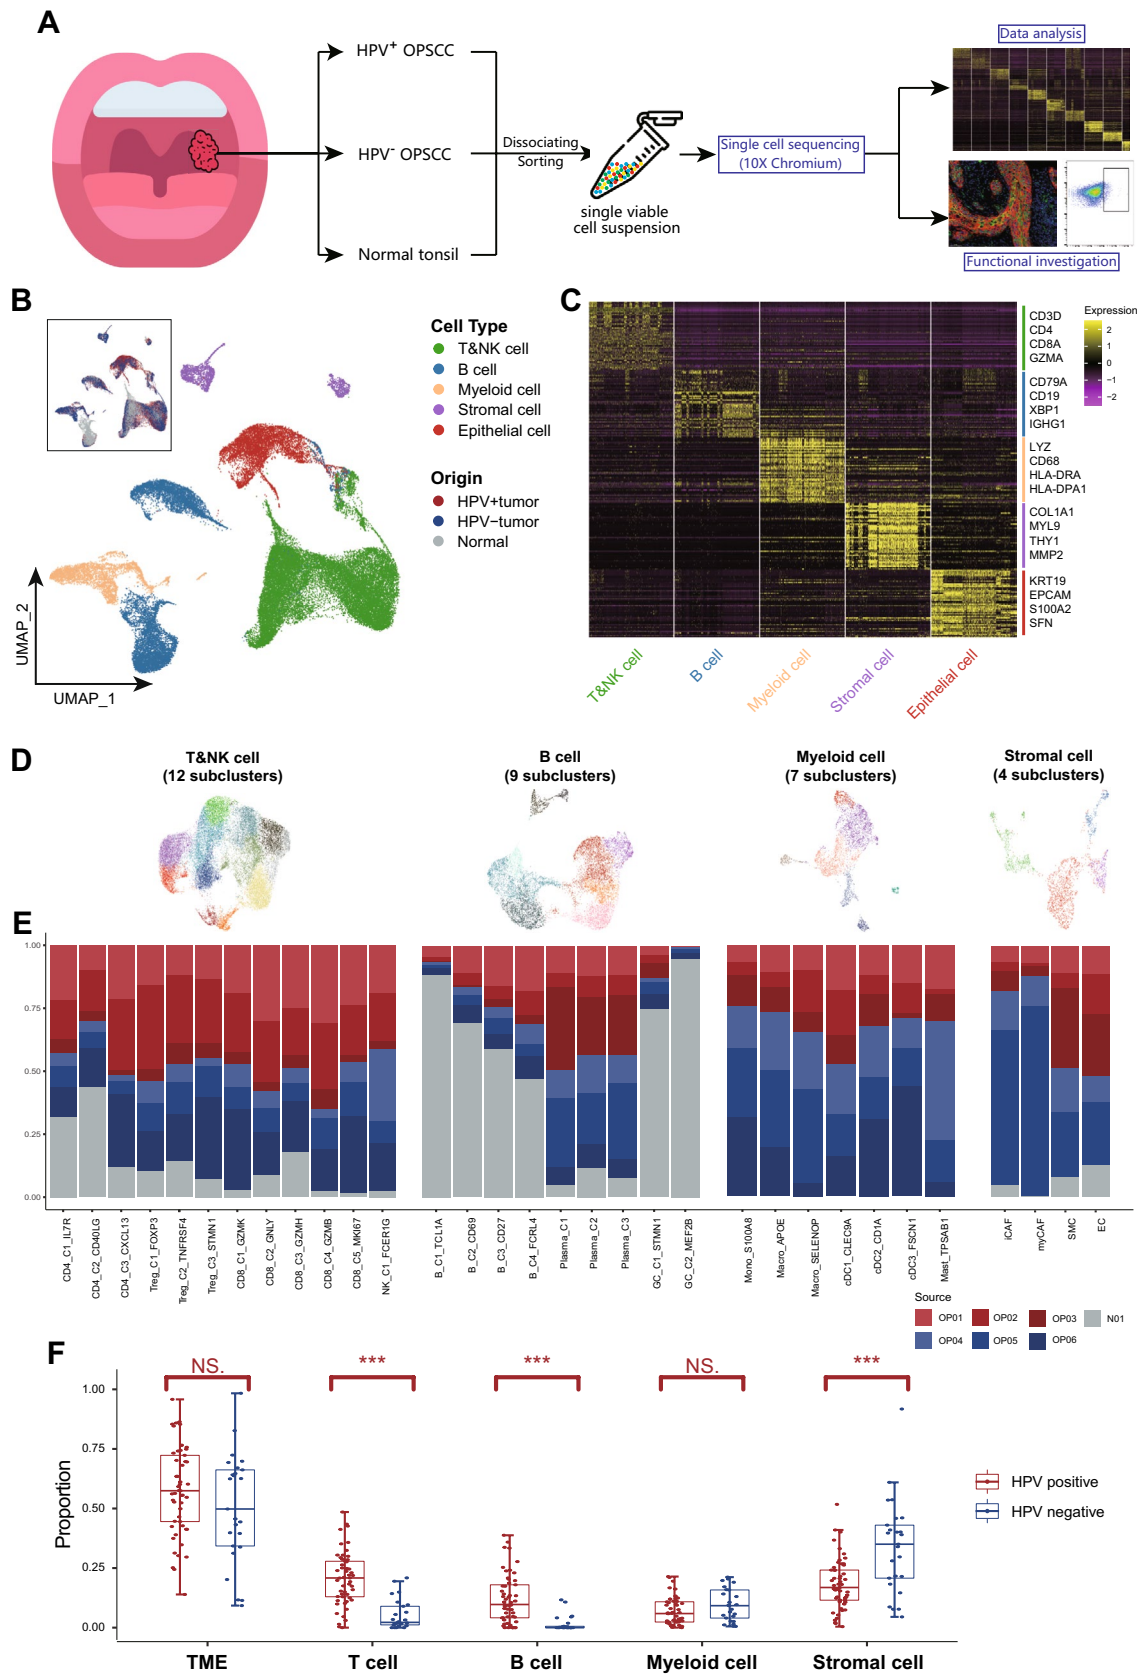 A
HPV+ OPSCC
HPV- OPSCC
Normal tonsil
Dissociating
Sorting
single viable
cell suspension
Single cell sequencing
(10X Chromium)
Data analysis
Functional investigation
B
Cell Type
T&NK cell
B cell
Myeloid cell
Stromal cell
Epithelial cell
Origin
HPV+tumor
HPV−tumor
Normal
UMAP_2
UMAP_1
C
CD3D
CD4
CD8A
GZMA
CD79A
CD19
XBP1
IGHG1
LYZ
CD68
HLA-DRA
HLA-DPA1
COL1A1
MYL9
THY1
MMP2
KRT19
EPCAM
S100A2
SFN
Expression
2
1
0
−1
−2
T&NK cell
B cell
Myeloid cell
Stromal cell
Epithelial cell
D
T&NK cell
(12 subclusters)
B cell
(9 subclusters)
Myeloid cell
(7 subclusters)
Stromal cell
(4 subclusters)
E
1.00
0.75
0.50
0.25
0.00
CD4_C1_IL7R
CD4_C2_CD40LG
CD4_C3_CXCL13
Treg_C1_FOXP3
Treg_C2_TNFRSF4
Treg_C3_STMN1
CD8_C1_GZMK
CD8_C2_GNLY
CD8_C3_GZMH
CD8_C4_GZMB
CD8_C5_MKI67
NK_C1_FCER1G
B_C1_TCL1A
B_C2_CD69
B_C3_CD27
B_C4_FCRL4
Plasma_C1
Plasma_C2
Plasma_C3
GC_C1_STMN1
GC_C2_MEF2B
Mono_S100A8
Macro_APOE
Macro_SELENOP
cDC1_CLEC9A
cDC2_CD1A
cDC3_FSCN1
Mast_TPSAB1
iCAF
myCAF
SMC
EC
Source
OP01
OP02
OP03
N01
OP04
OP05
OP06
F
NS.
***
***
NS.
***
Proportion
1.00
0.75
0.50
0.25
0.00
TME
T cell
B cell
Myeloid cell
Stromal cell
HPV positive
HPV negative